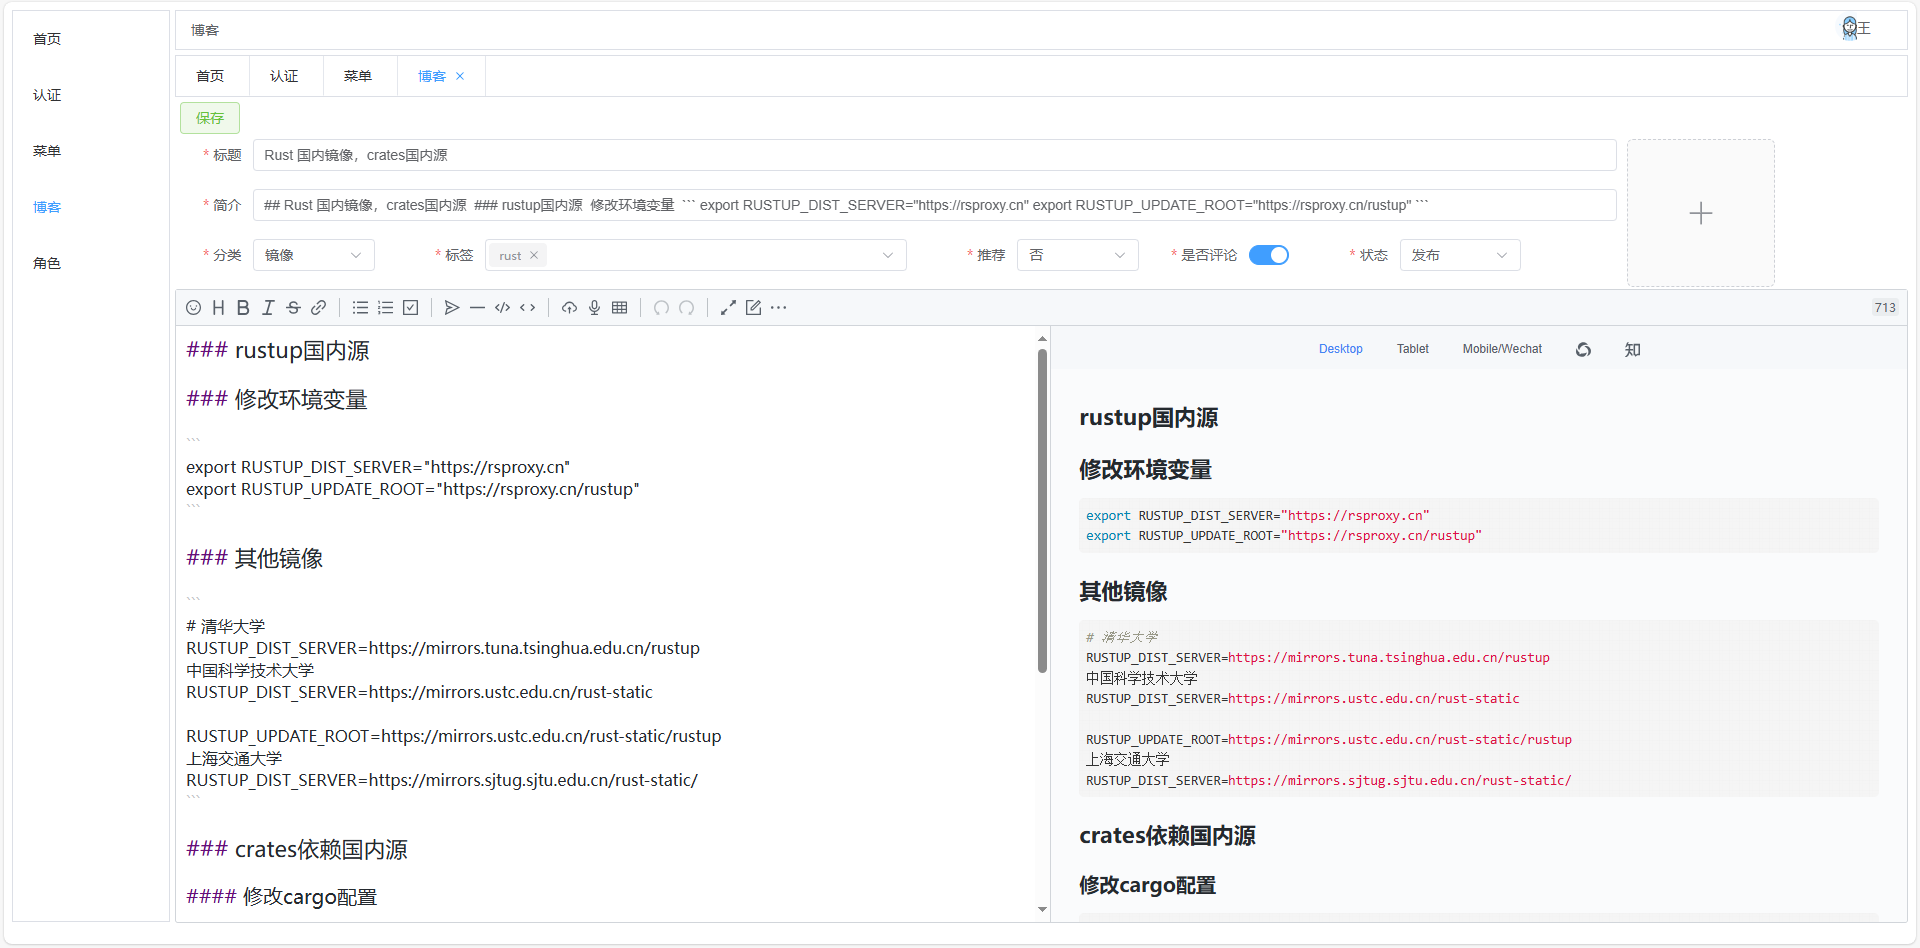 首页
认证
菜单
博客
角色
博客
王
首页
认证
菜单
博客
保存
* 标题
Rust 国内镜像，crates国内源
* 简介
## Rust 国内镜像，crates国内源 ### rustup国内源 修改环境变量 ``` export RUSTUP_DIST_SERVER="https://rsproxy.cn" export RUSTUP_UPDATE_ROOT="https://rsproxy.cn/rustup" ```
* 分类 镜像 * 标签 rust * 推荐 否 * 是否评论 * 状态 发布
713
### rustup国内源
### 修改环境变量
```
export RUSTUP_DIST_SERVER="https://rsproxy.cn"
export RUSTUP_UPDATE_ROOT="https://rsproxy.cn/rustup"
```
### 其他镜像
```
# 清华大学
RUSTUP_DIST_SERVER=https://mirrors.tuna.tsinghua.edu.cn/rustup
中国科学技术大学
RUSTUP_DIST_SERVER=https://mirrors.ustc.edu.cn/rust-static
RUSTUP_UPDATE_ROOT=https://mirrors.ustc.edu.cn/rust-static/rustup
上海交通大学
RUSTUP_DIST_SERVER=https://mirrors.sjtug.sjtu.edu.cn/rust-static/
```
### crates依赖国内源
#### 修改cargo配置
Desktop Tablet Mobile/Wechat 知
rustup国内源
修改环境变量
export RUSTUP_DIST_SERVER="https://rsproxy.cn"
export RUSTUP_UPDATE_ROOT="https://rsproxy.cn/rustup"
其他镜像
# 清华大学
RUSTUP_DIST_SERVER=https://mirrors.tuna.tsinghua.edu.cn/rustup
中国科学技术大学
RUSTUP_DIST_SERVER=https://mirrors.ustc.edu.cn/rust-static
RUSTUP_UPDATE_ROOT=https://mirrors.ustc.edu.cn/rust-static/rustup
上海交通大学
RUSTUP_DIST_SERVER=https://mirrors.sjtug.sjtu.edu.cn/rust-static/
crates依赖国内源
修改cargo配置